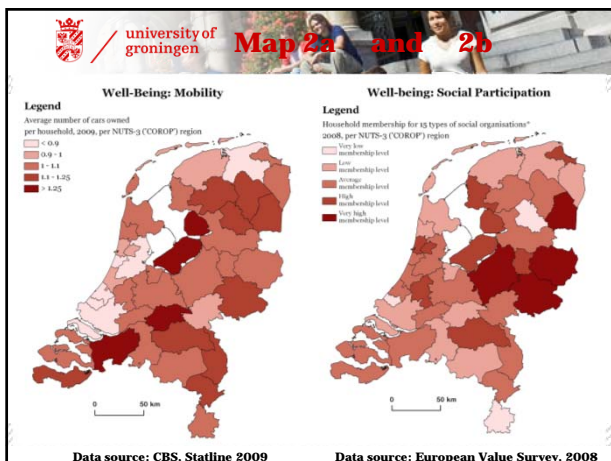 university of
groningen
Map 2a and 2b
Well-Being: Mobility
Legend
Average number of cars owned
per household, 2009, per NUTS-3 ('COROP') region
< 0.9
0.9 - 1
1 - 1.1
1.1 - 1.25
> 1.25
0 50 km
Data source: CBS, Statline 2009
Well-being: Social Participation
Legend
Household membership for 15 types of social organisations*
2008, per NUTS-3 ('COROP') region
Very low
membership level
Low
membership level
Average
membership level
High
membership level
Very high
membership level
0 50 km
Data source: European Value Survey, 2008